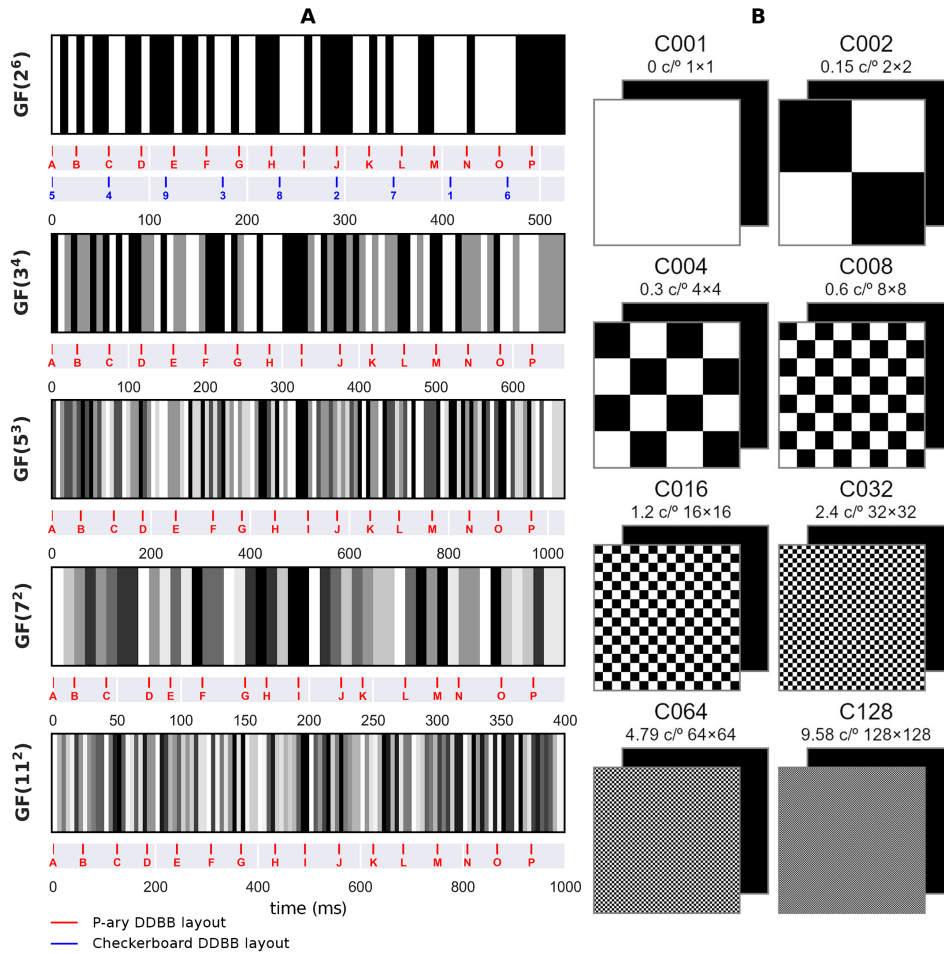 A
GF(2⁶)
A B C D E F G H I J K L M N O P
5 4 9 3 8 2 7 1 6
0 100 200 300 400 500
GF(3⁴)
A B C D E F G H I J K L M N O P
0 100 200 300 400 500 600
GF(5³)
A B C D E F G H I J K L M N O P
0 200 400 600 800 1000
GF(7²)
A B C D E F G H I J K L M N O P
0 50 100 150 200 250 300 350 400
GF(11²)
A B C D E F G H I J K L M N O P
0 200 400 600 800 1000
time (ms)
P-ary DDBB layout
Checkerboard DDBB layout
B
C001
0 c/º 1×1
C002
0.15 c/º 2×2
C004
0.3 c/º 4×4
C008
0.6 c/º 8×8
C016
1.2 c/º 16×16
C032
2.4 c/º 32×32
C064
4.79 c/º 64×64
C128
9.58 c/º 128×128